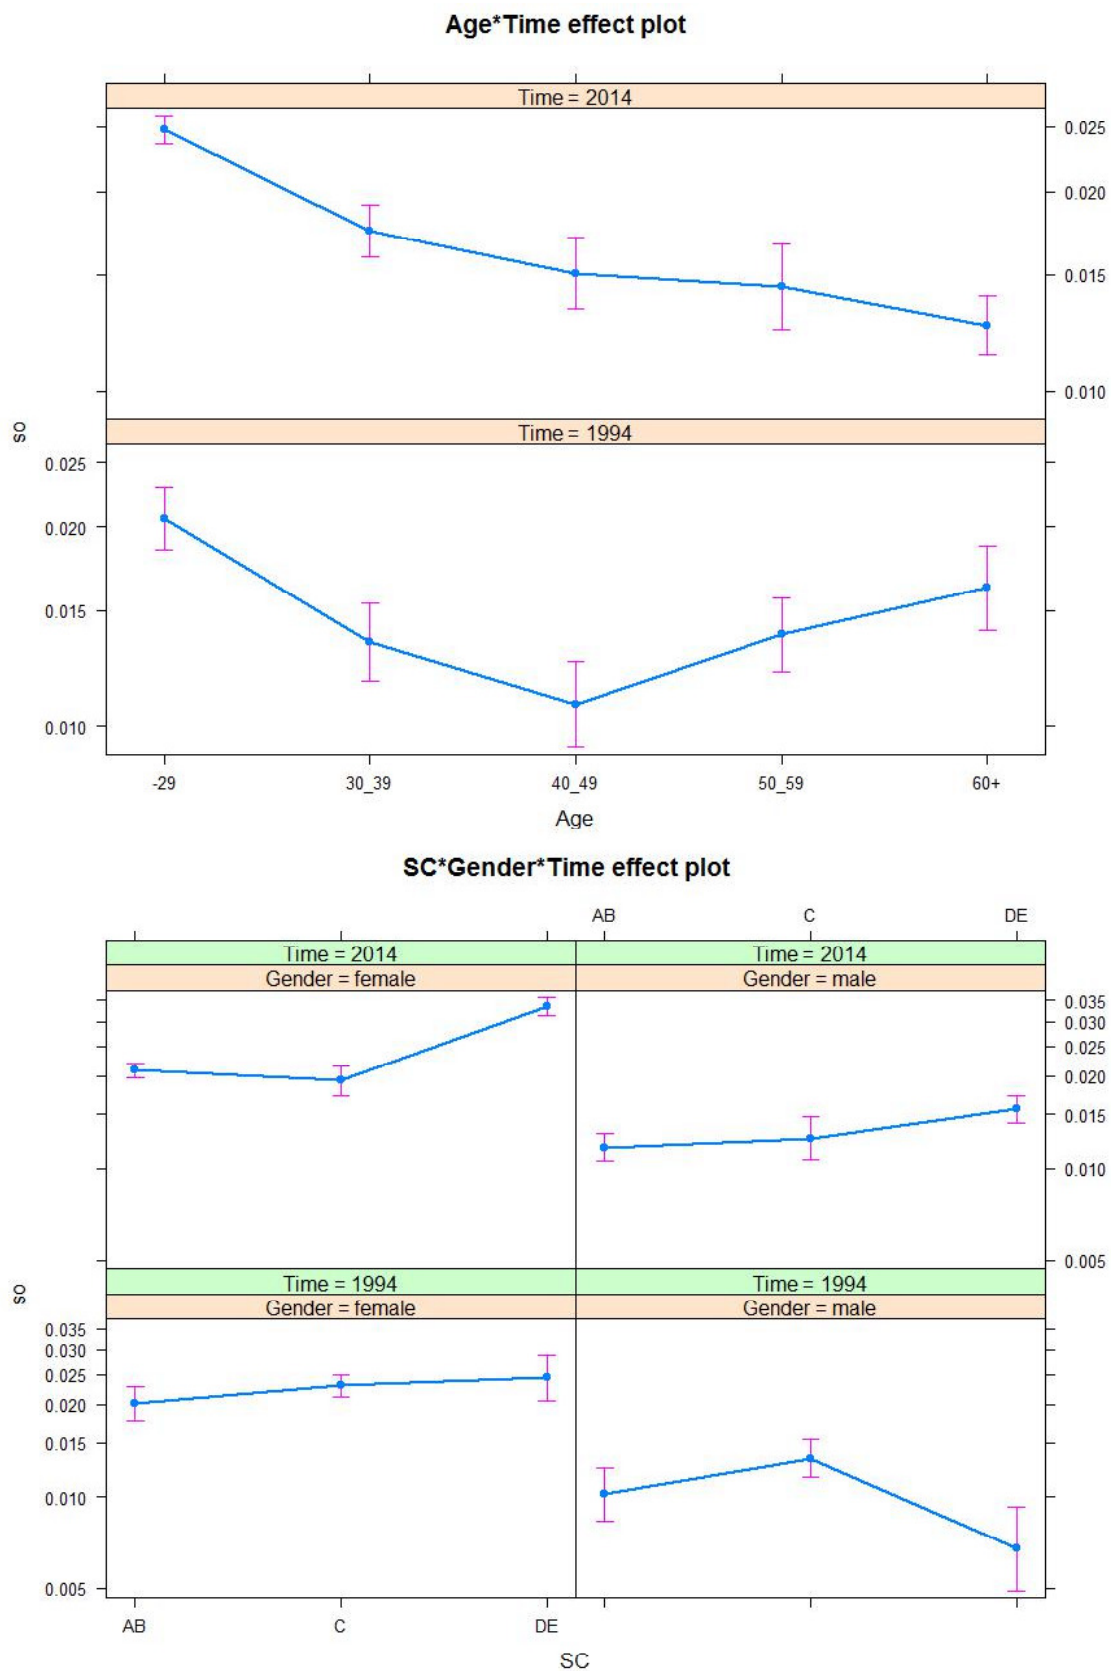 Age*Time effect plot
Time = 2014
0.025
0.020
0.015
0.010
so
Time = 1994
0.025
0.020
0.015
0.010
-29 30_39 40_49 50_59 60+
Age
SC*Gender*Time effect plot
AB C DE
Time = 2014 Time = 2014
Gender = female Gender = male
0.035
0.030
0.025
0.020
0.015
0.010
0.005
so
Time = 1994 Time = 1994
Gender = female Gender = male
0.035
0.030
0.025
0.020
0.015
0.010
0.005
AB C DE
SC